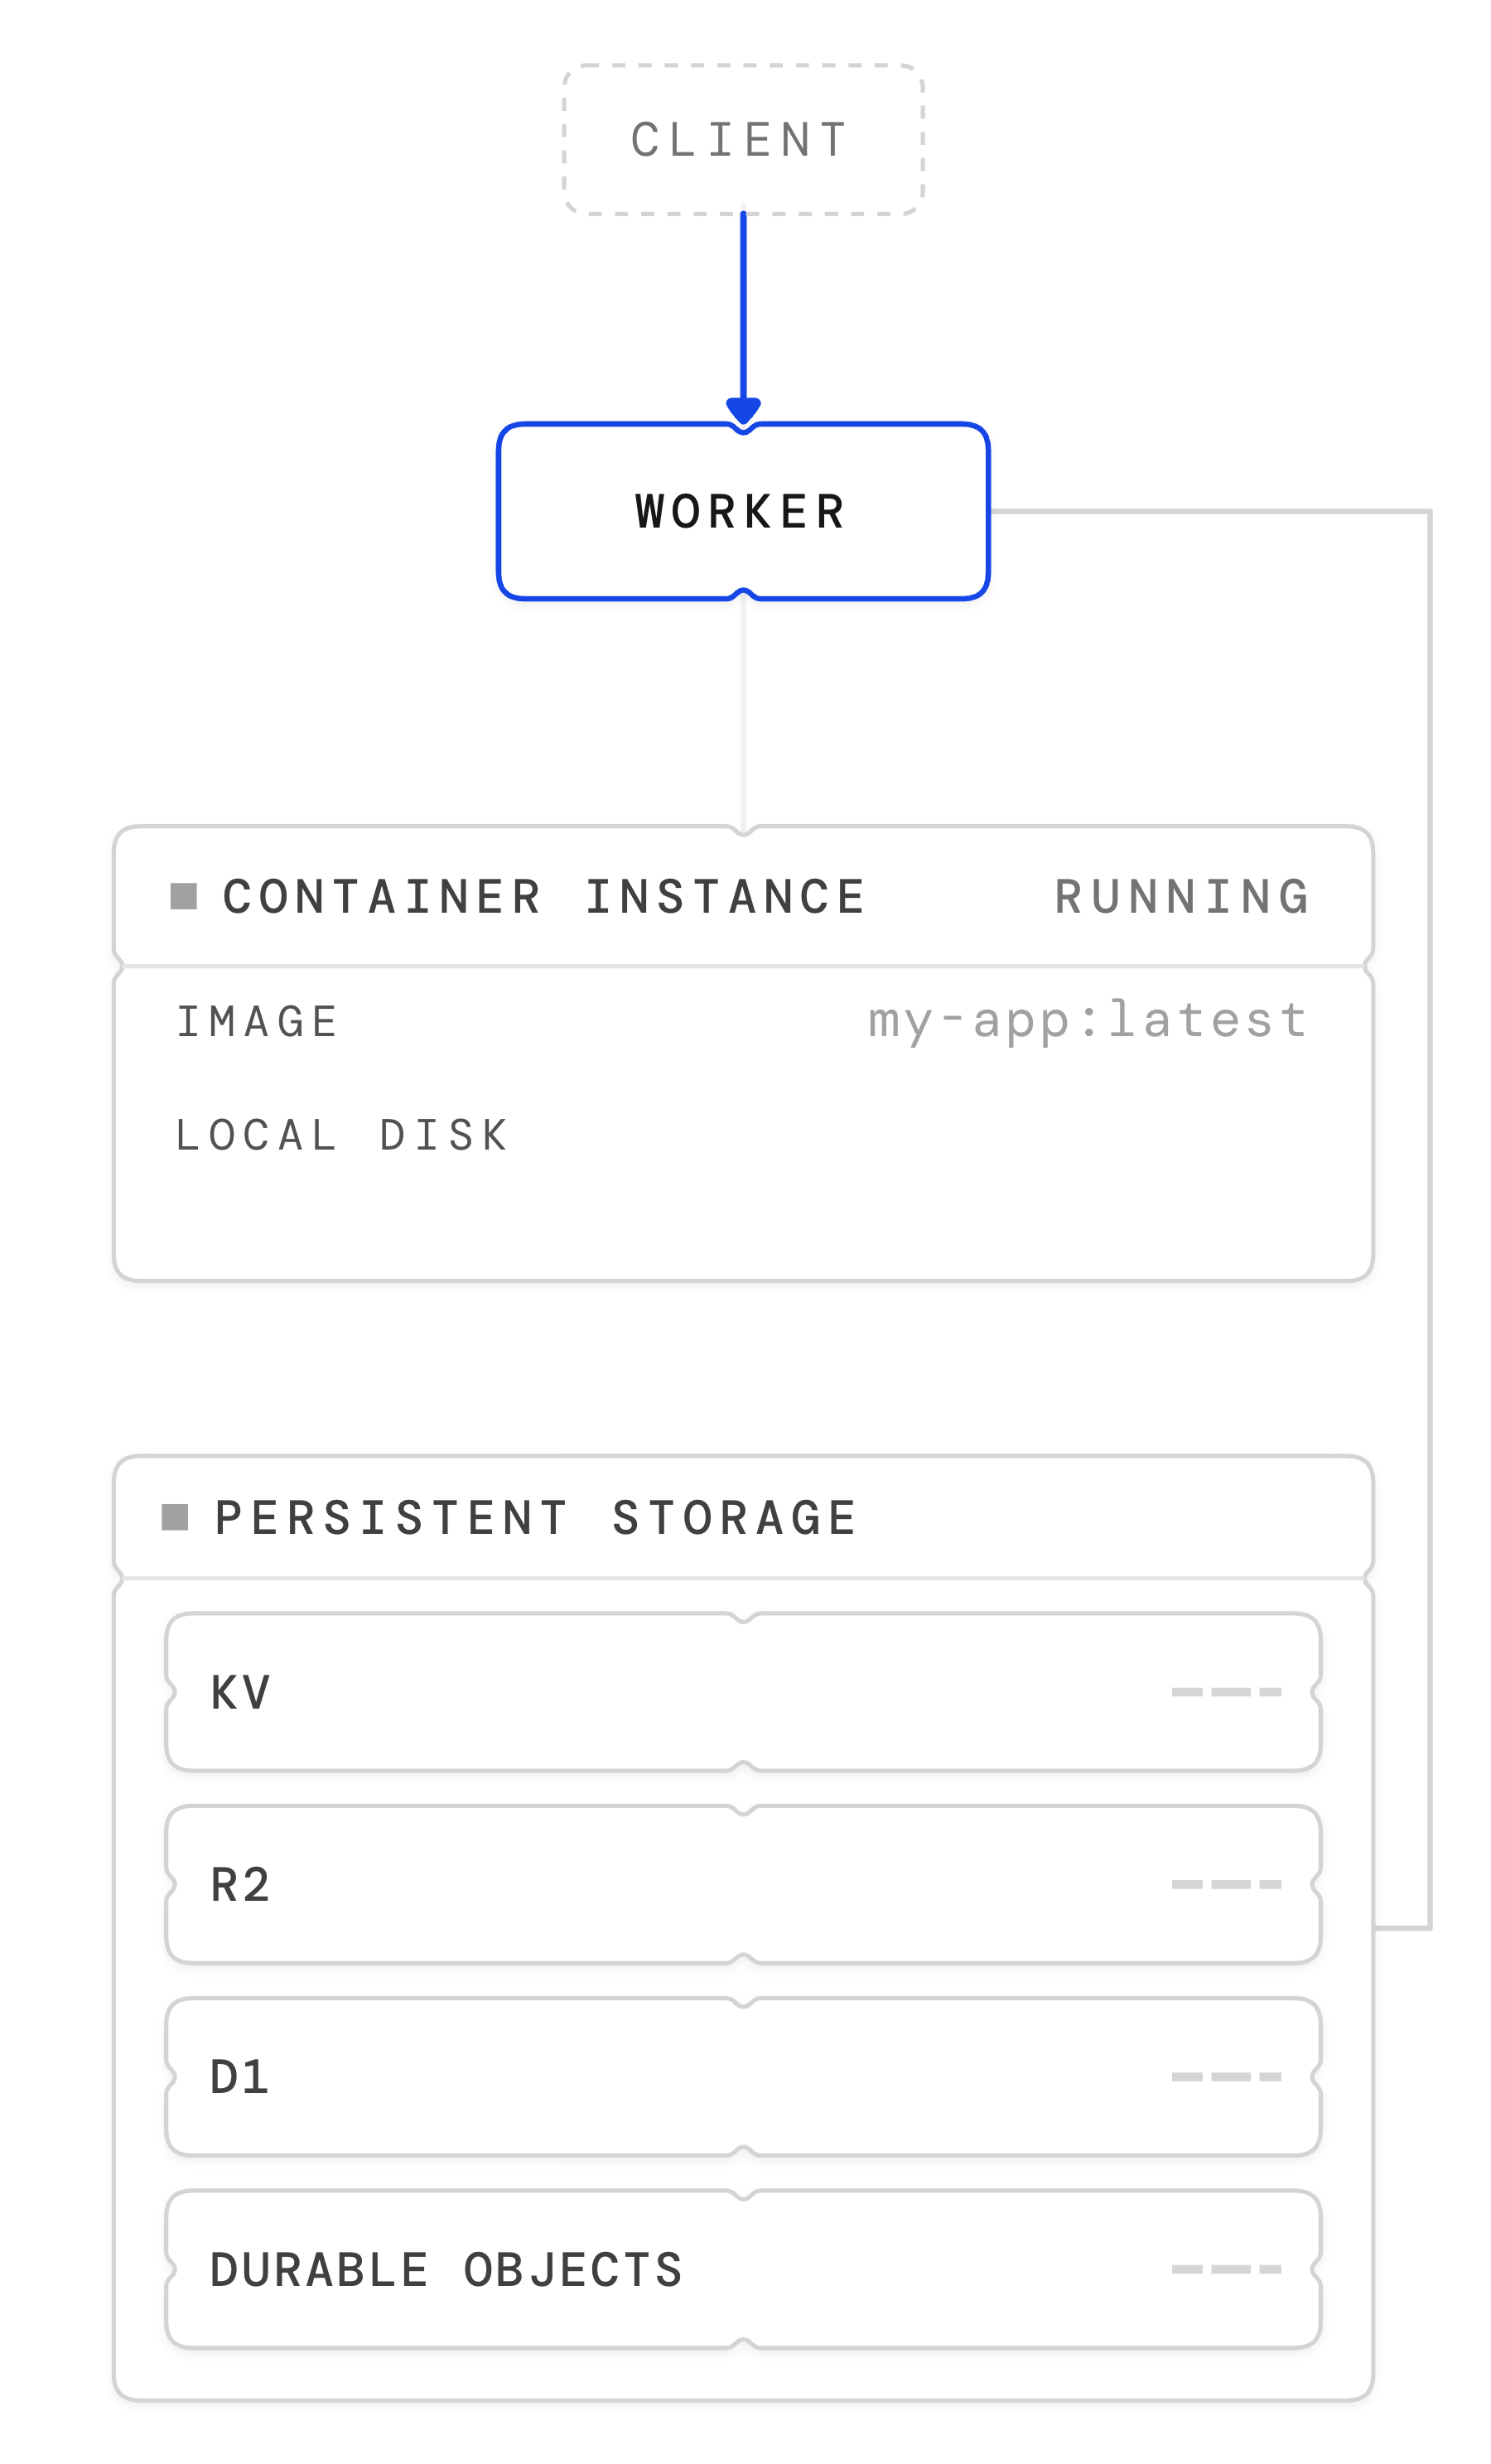 CLIENT
WORKER
CONTAINER INSTANCE RUNNING
IMAGE my-app:latest
LOCAL DISK
PERSISTENT STORAGE
KV
R2
D1
DURABLE OBJECTS